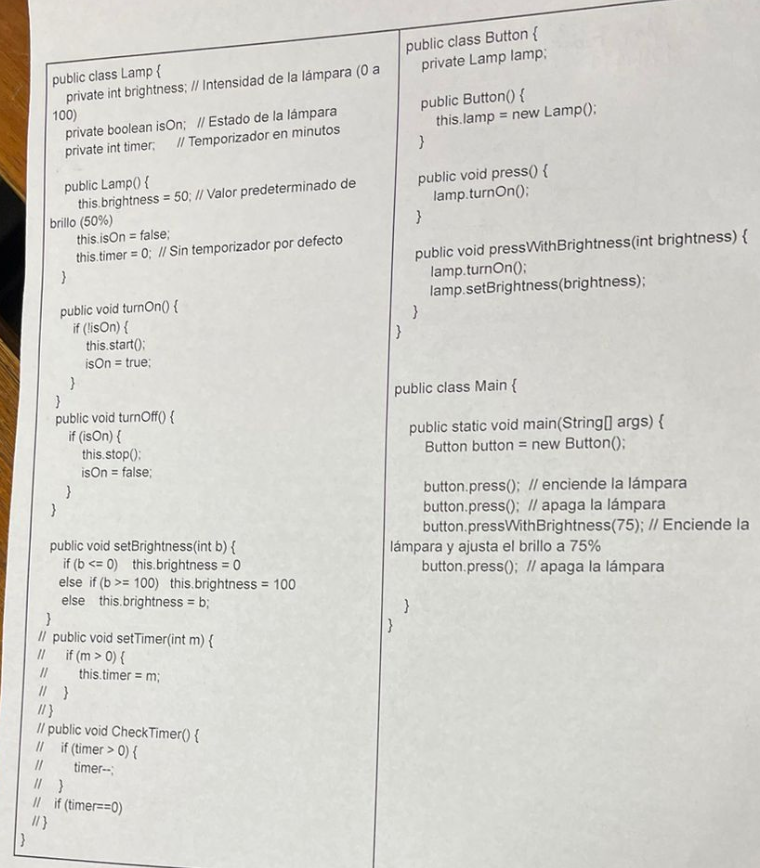 public class Lamp {
private int brightness; // Intensidad de la lámpara (0 a
100)
private boolean isOn; // Estado de la lámpara
private int timer; // Temporizador en minutos
public Lamp() {
this.brightness = 50; // Valor predeterminado de
brillo (50%)
this.isOn = false;
this.timer = 0; // Sin temporizador por defecto
}
public void turnOn() {
if (!isOn) {
this.start();
isOn = true;
}
}
public void turnOff() {
if (isOn) {
this.stop();
isOn = false;
}
}
public void setBrightness(int b) {
if (b <= 0) this.brightness = 0
else if (b >= 100) this.brightness = 100
else this.brightness = b;
}
// public void setTimer(int m) {
// if (m > 0) {
// this.timer = m;
// }
// }
// public void CheckTimer() {
// if (timer > 0) {
// timer--;
// }
// if (timer==0)
// }
}
public class Button {
private Lamp lamp;
public Button() {
this.lamp = new Lamp();
}
public void press() {
lamp.turnOn();
}
public void pressWithBrightness(int brightness) {
lamp.turnOn();
lamp.setBrightness(brightness);
}
}
public class Main {
public static void main(String[] args) {
Button button = new Button();
button.press(); // enciende la lámpara
button.press(); // apaga la lámpara
button.pressWithBrightness(75); // Enciende la
lámpara y ajusta el brillo a 75%
button.press(); // apaga la lámpara
}
}